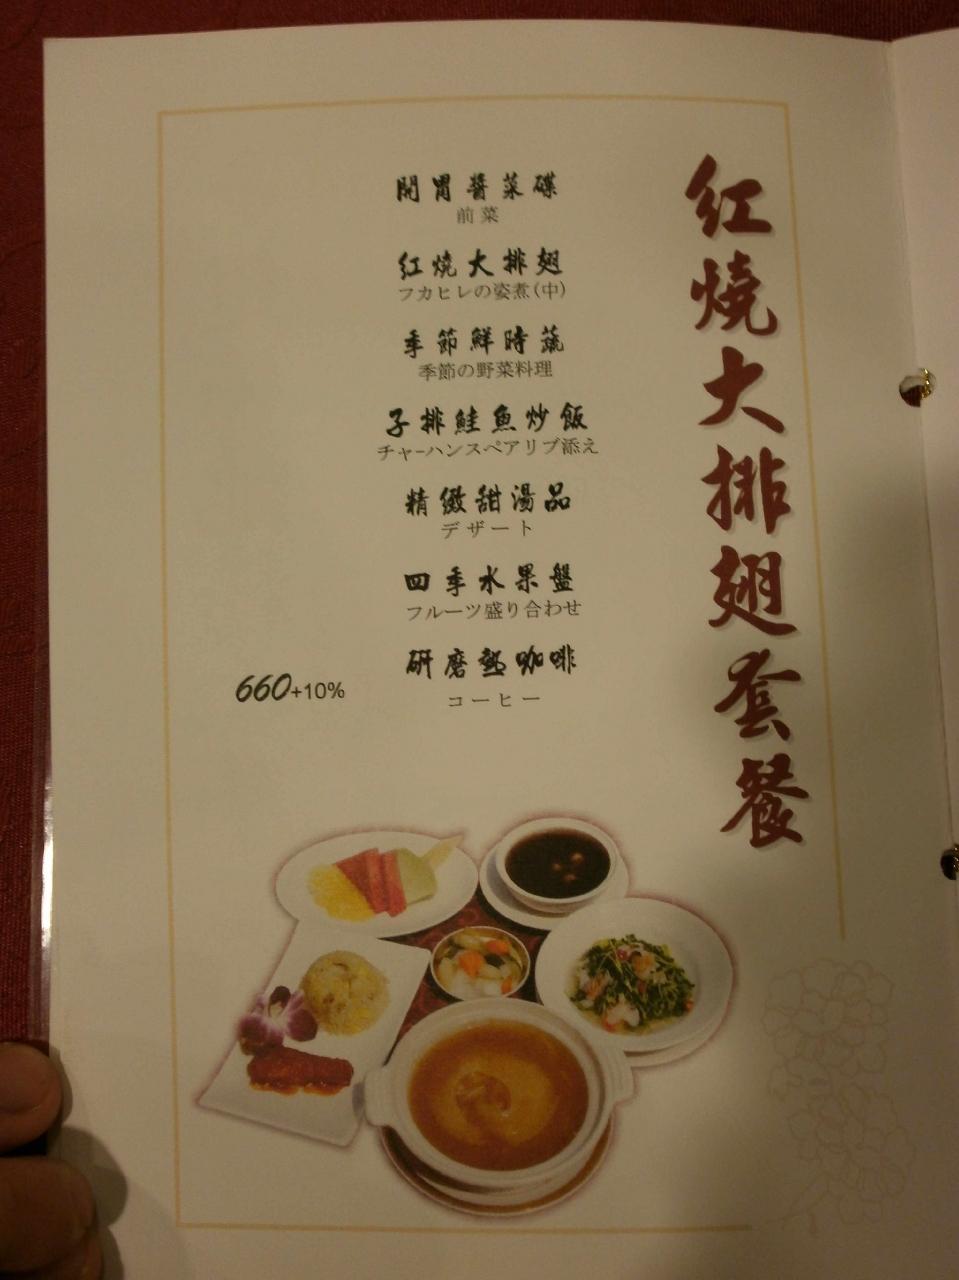 紅燒大排翅套餐
開胃醬菜碟
前菜
紅燒大排翅
フカヒレの姿煮(中)
季節鮮時蔬
季節の野菜料理
子排鮭魚炒飯
チャーハンスペアリブ添え
精緻甜湯品
デザート
四季水果盤
フルーツ盛り合わせ
研磨熱咖啡
コーヒー
660+10%